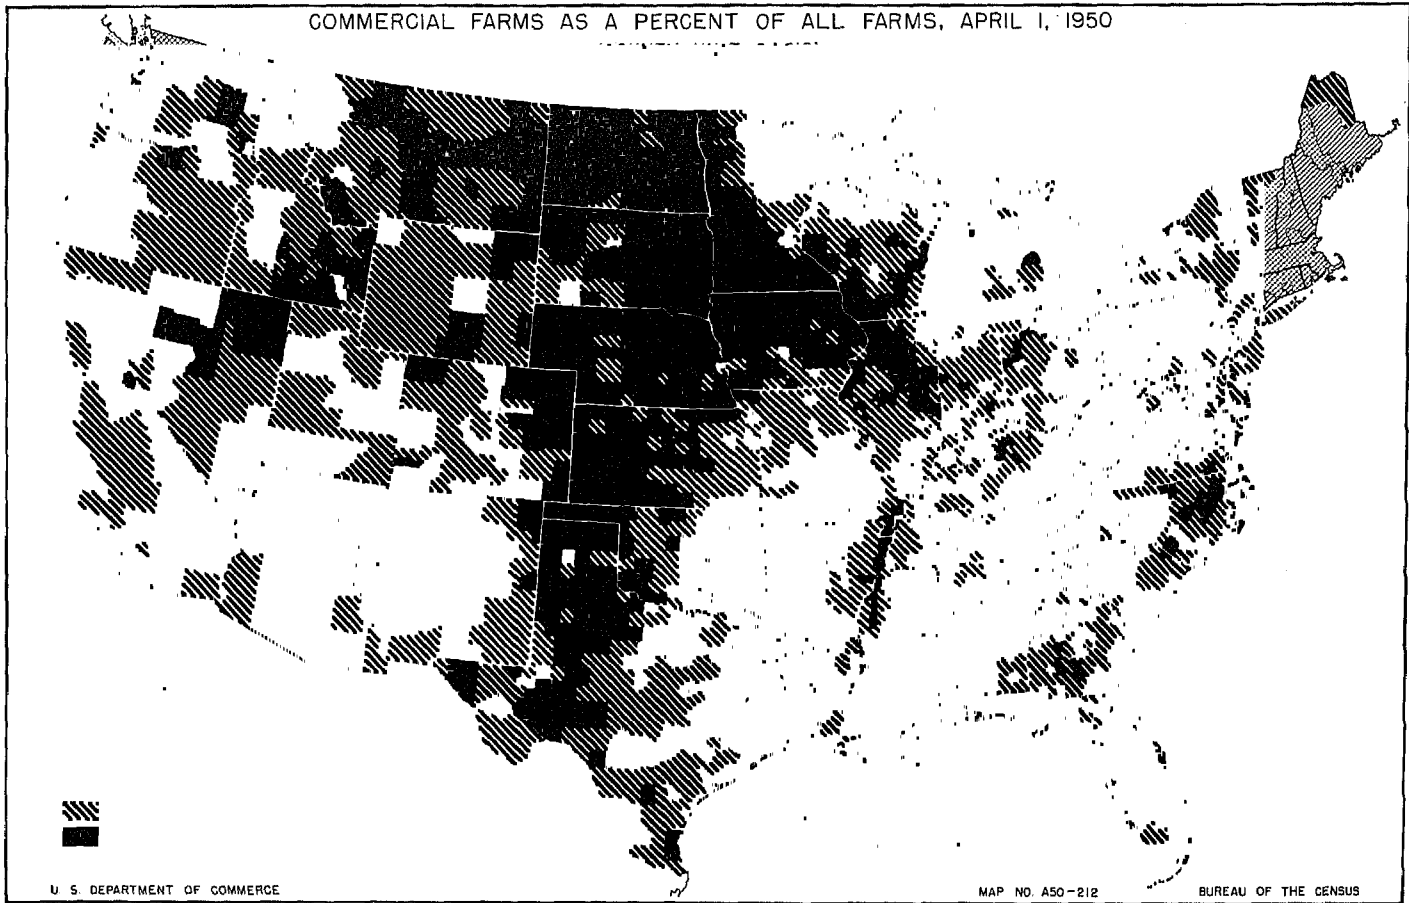 COMMERCIAL FARMS AS A PERCENT OF ALL FARMS, APRIL 1, 1950
U. S. DEPARTMENT OF COMMERCE
MAP NO. A50-212
BUREAU OF THE CENSUS